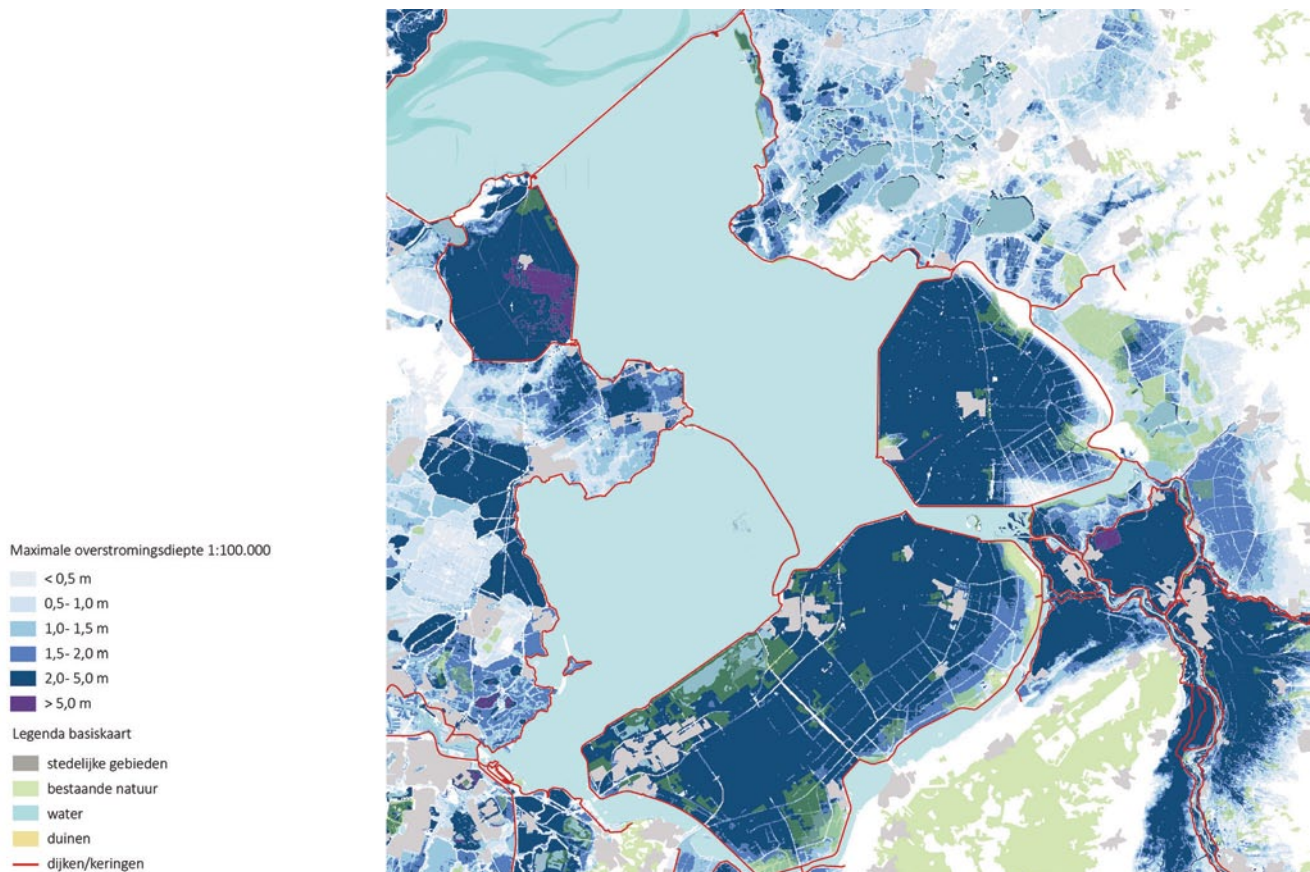 Maximale overstromingsdiepte 1:100.000
< 0,5 m
0,5- 1,0 m
1,0- 1,5 m
1,5- 2,0 m
2,0- 5,0 m
> 5,0 m
Legenda basiskaart
stedelijke gebieden
bestaande natuur
water
duinen
dijken/keringen